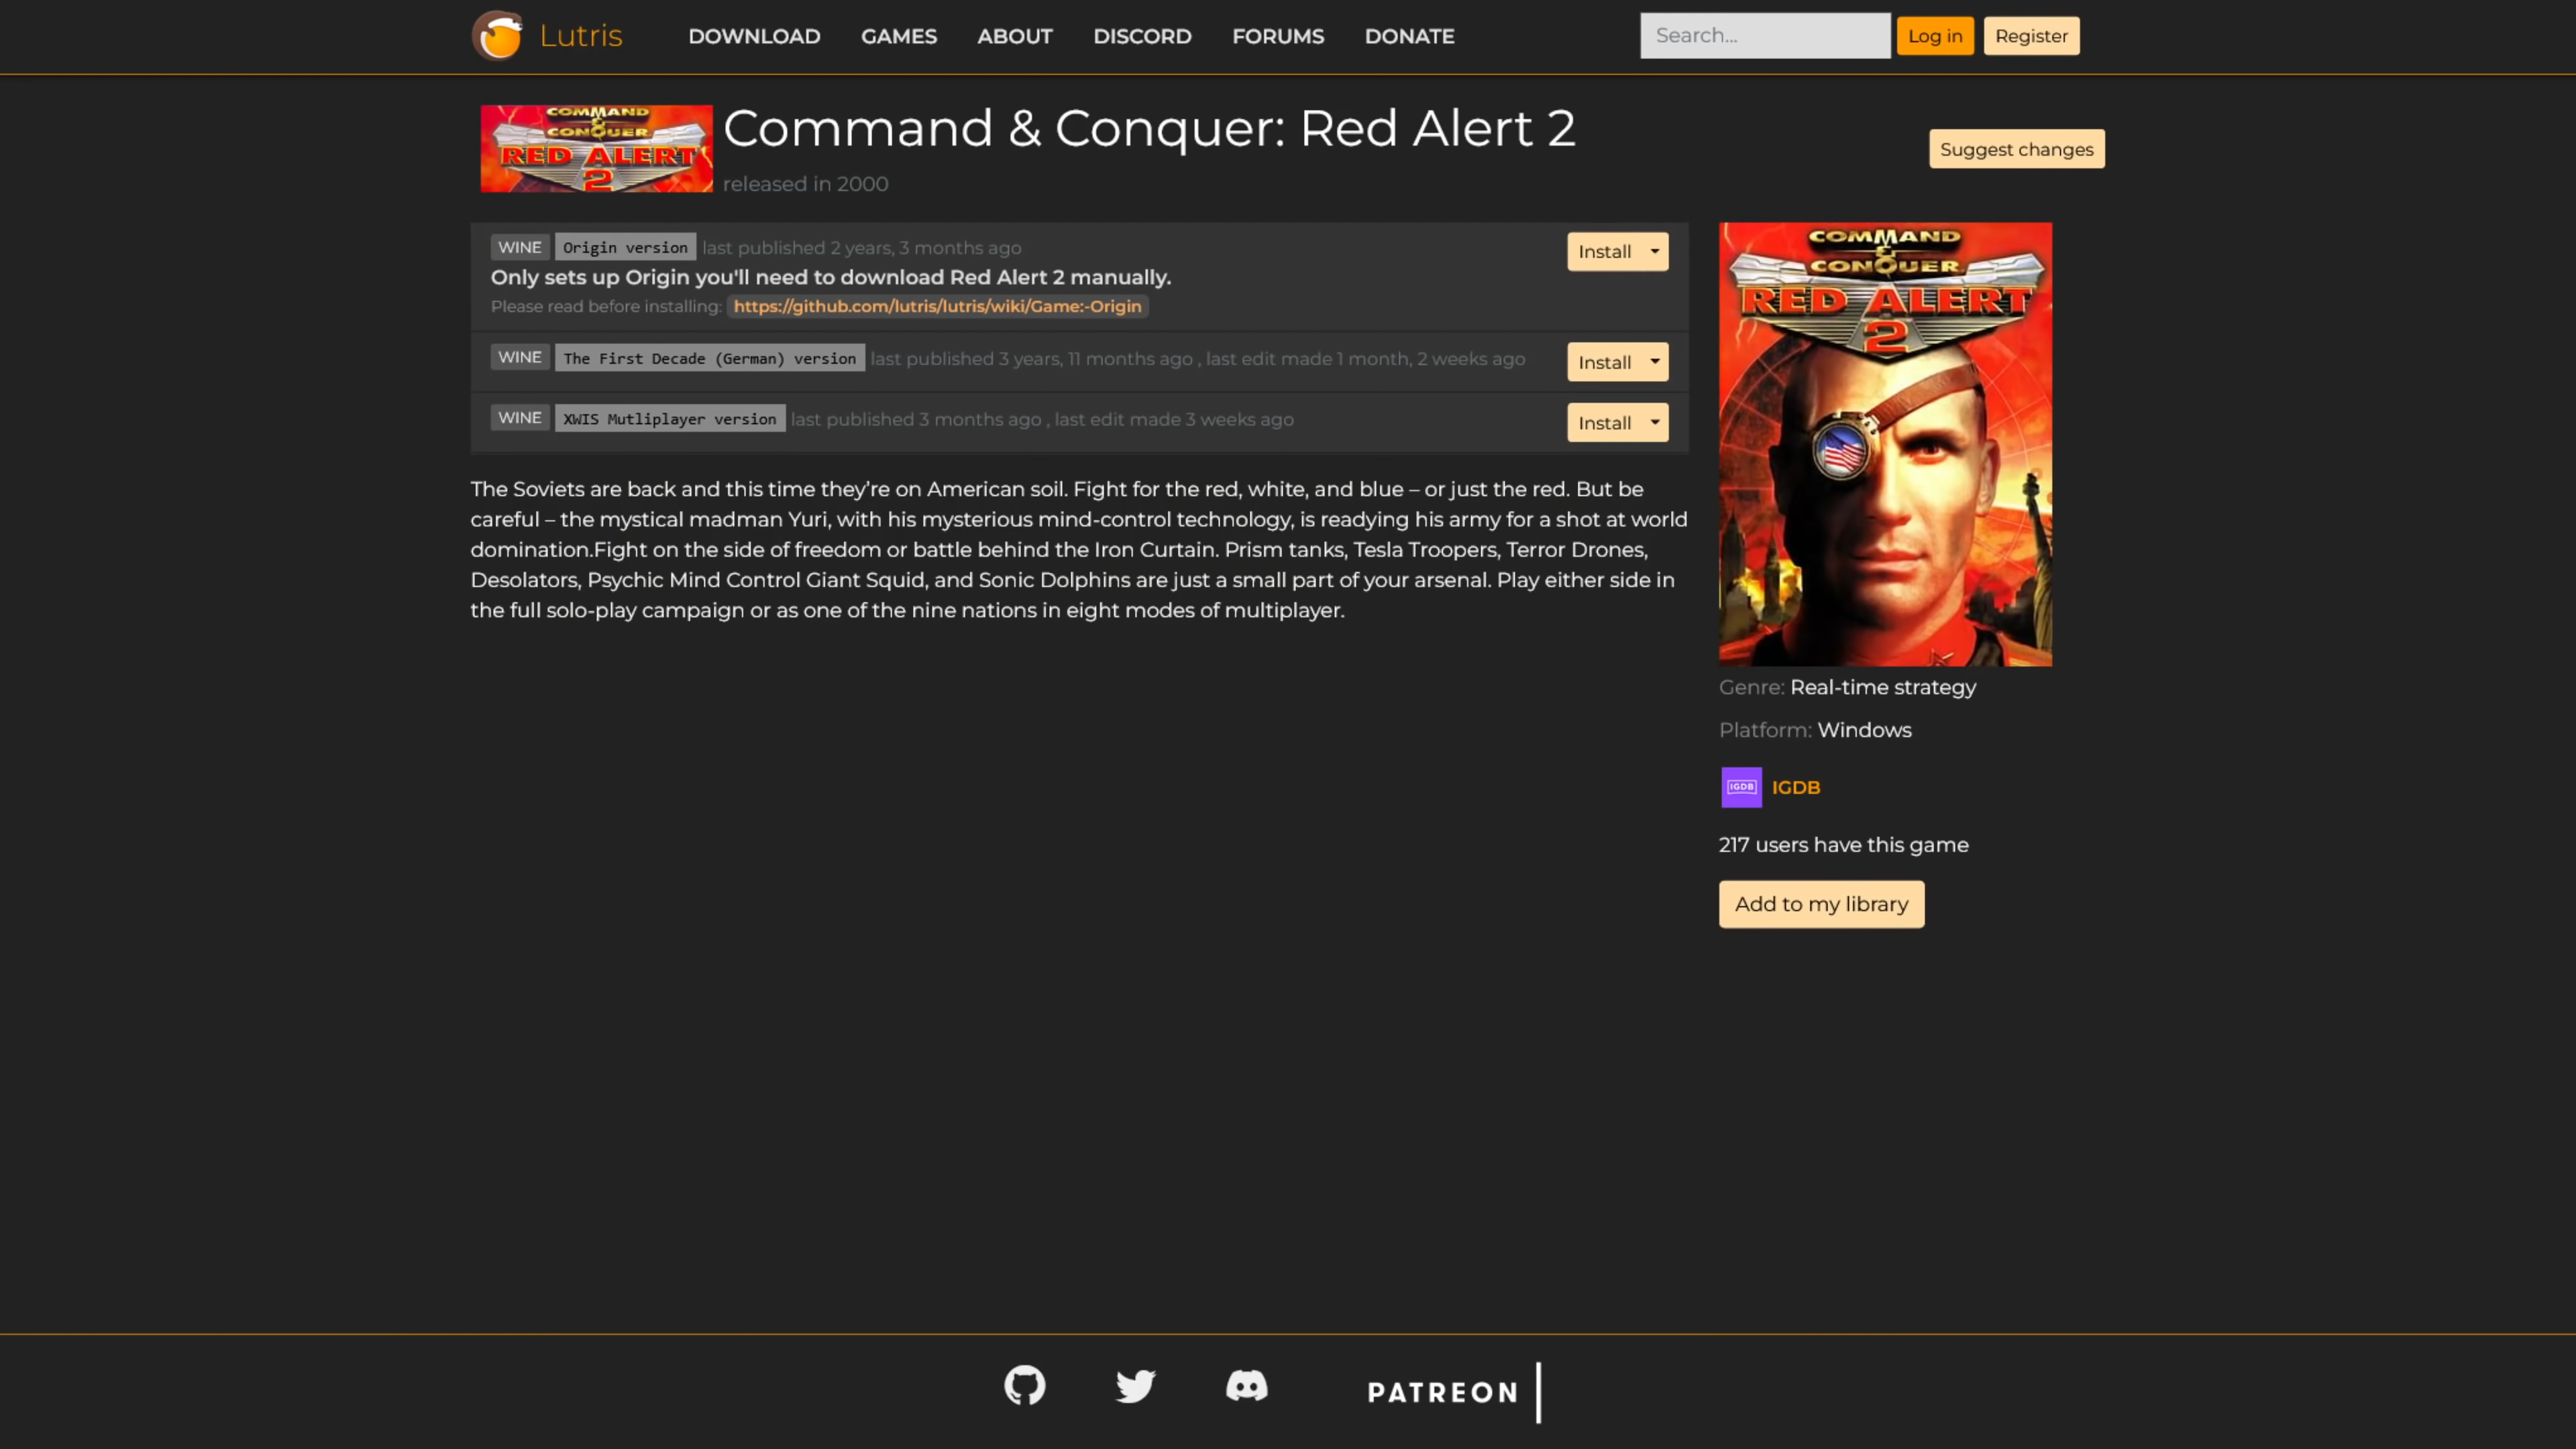 Lutris
DOWNLOAD GAMES ABOUT DISCORD FORUMS DONATE
Search... Log in Register
COMMAND & CONQUER
RED ALERT
2
Command & Conquer: Red Alert 2
released in 2000
Suggest changes
WINE Origin version last published 2 years, 3 months ago Install
Only sets up Origin you'll need to download Red Alert 2 manually.
Please read before installing: https://github.com/lutris/lutris/wiki/Game:-Origin
WINE The First Decade (German) version last published 3 years, 11 months ago , last edit made 1 month, 2 weeks ago Install
WINE XWIS Mutliplayer version last published 3 months ago , last edit made 3 weeks ago Install
The Soviets are back and this time they’re on American soil. Fight for the red, white, and blue – or just the red. But be
careful – the mystical madman Yuri, with his mysterious mind-control technology, is readying his army for a shot at world
domination.Fight on the side of freedom or battle behind the Iron Curtain. Prism tanks, Tesla Troopers, Terror Drones,
Desolators, Psychic Mind Control Giant Squid, and Sonic Dolphins are just a small part of your arsenal. Play either side in
the full solo-play campaign or as one of the nine nations in eight modes of multiplayer.
COMMAND
&
CONQUER
RED ALERT
2
Genre: Real-time strategy
Platform: Windows
IGDB IGDB
217 users have this game
Add to my library
PATREON